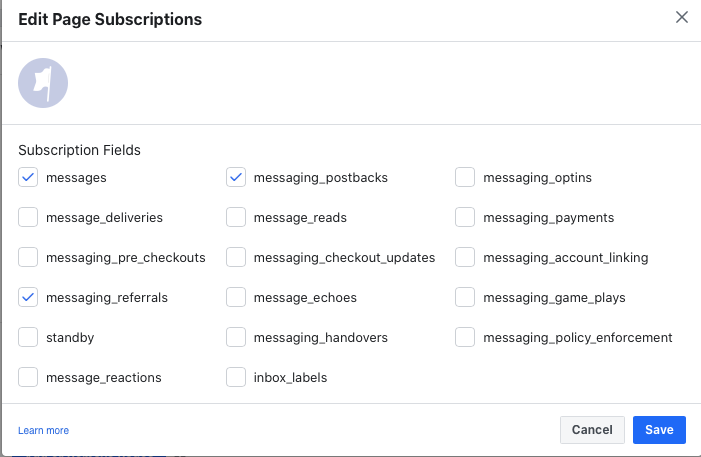 Edit Page Subscriptions
Subscription Fields
messages messaging_postbacks messaging_optins
message_deliveries message_reads messaging_payments
messaging_pre_checkouts messaging_checkout_updates messaging_account_linking
messaging_referrals message_echoes messaging_game_plays
standby messaging_handovers messaging_policy_enforcement
message_reactions inbox_labels
Learn more Cancel Save